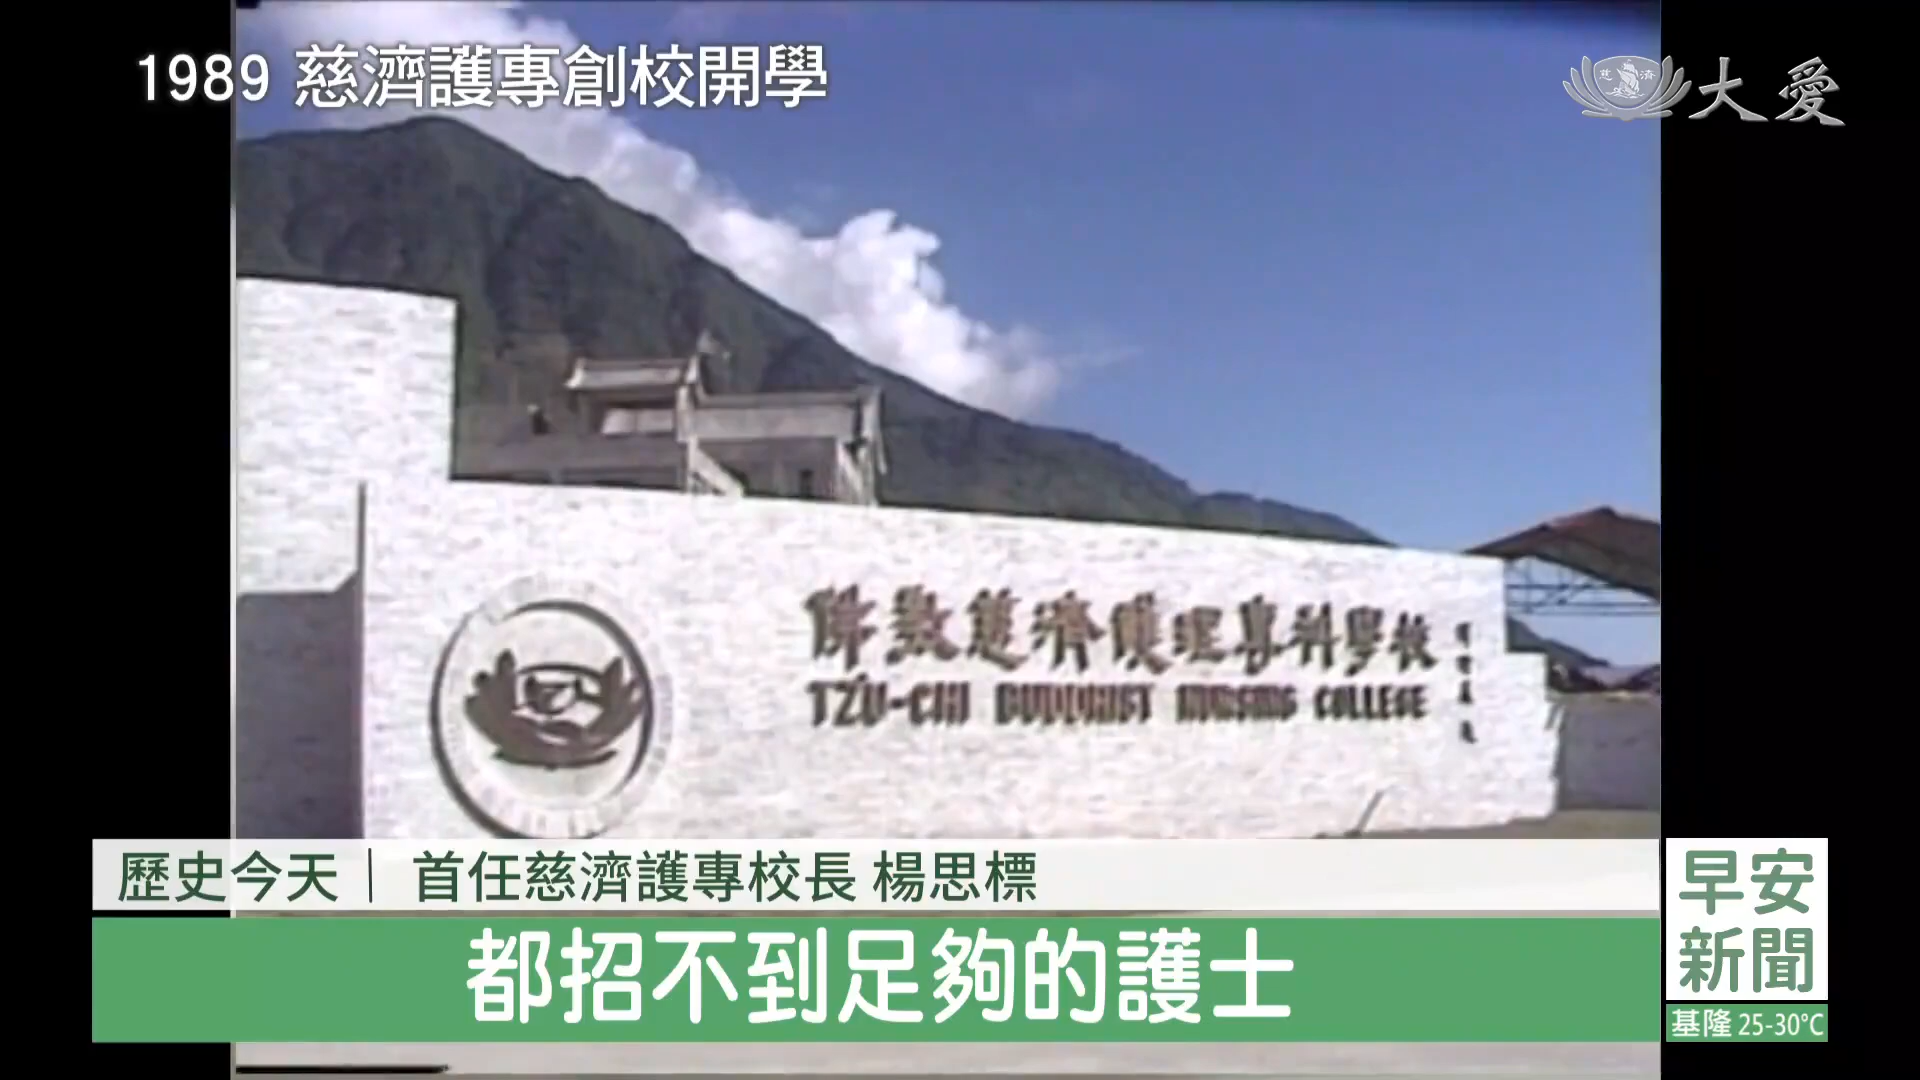 1989 慈濟護專創校開學
慈濟
大愛
佛教慈濟護理專科學校
TZU-CHI BUDDHIST NURSING COLLEGE
歷史今天｜首任慈濟護專校長 楊思標
都招不到足夠的護士
早安
新聞
基隆 25-30°C